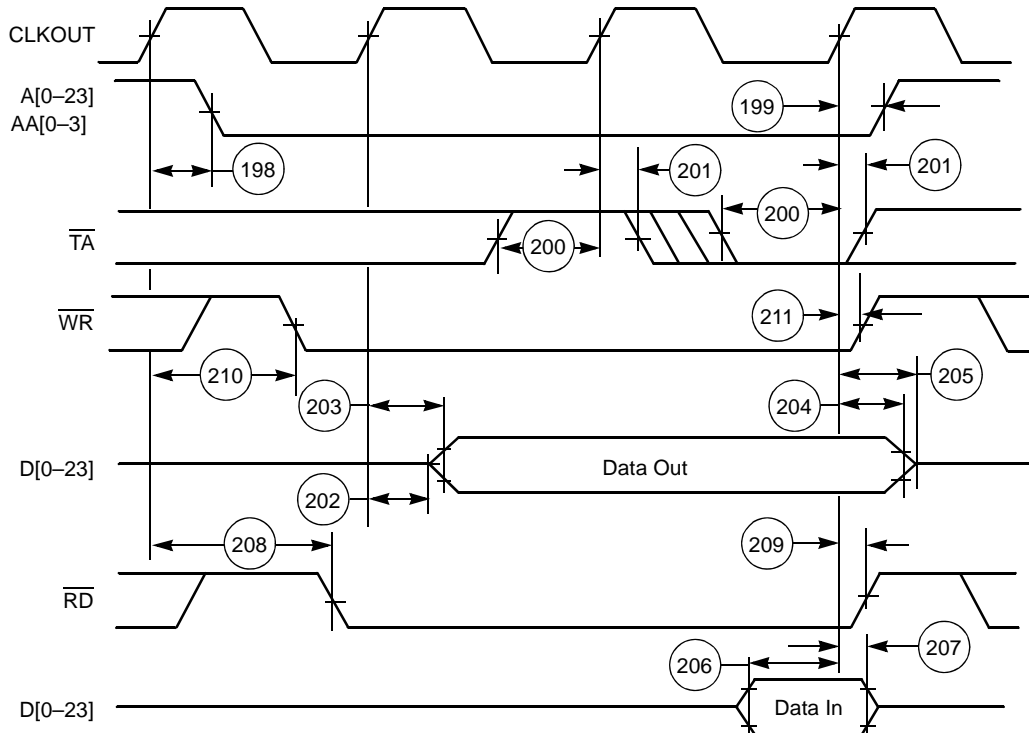 CLKOUT
A[0–23]
AA[0–3]
199
198
201
201
TA
200
200
WR
211
210
203
204
205
D[0–23]
Data Out
202
208
209
RD
206
207
D[0–23]
Data In